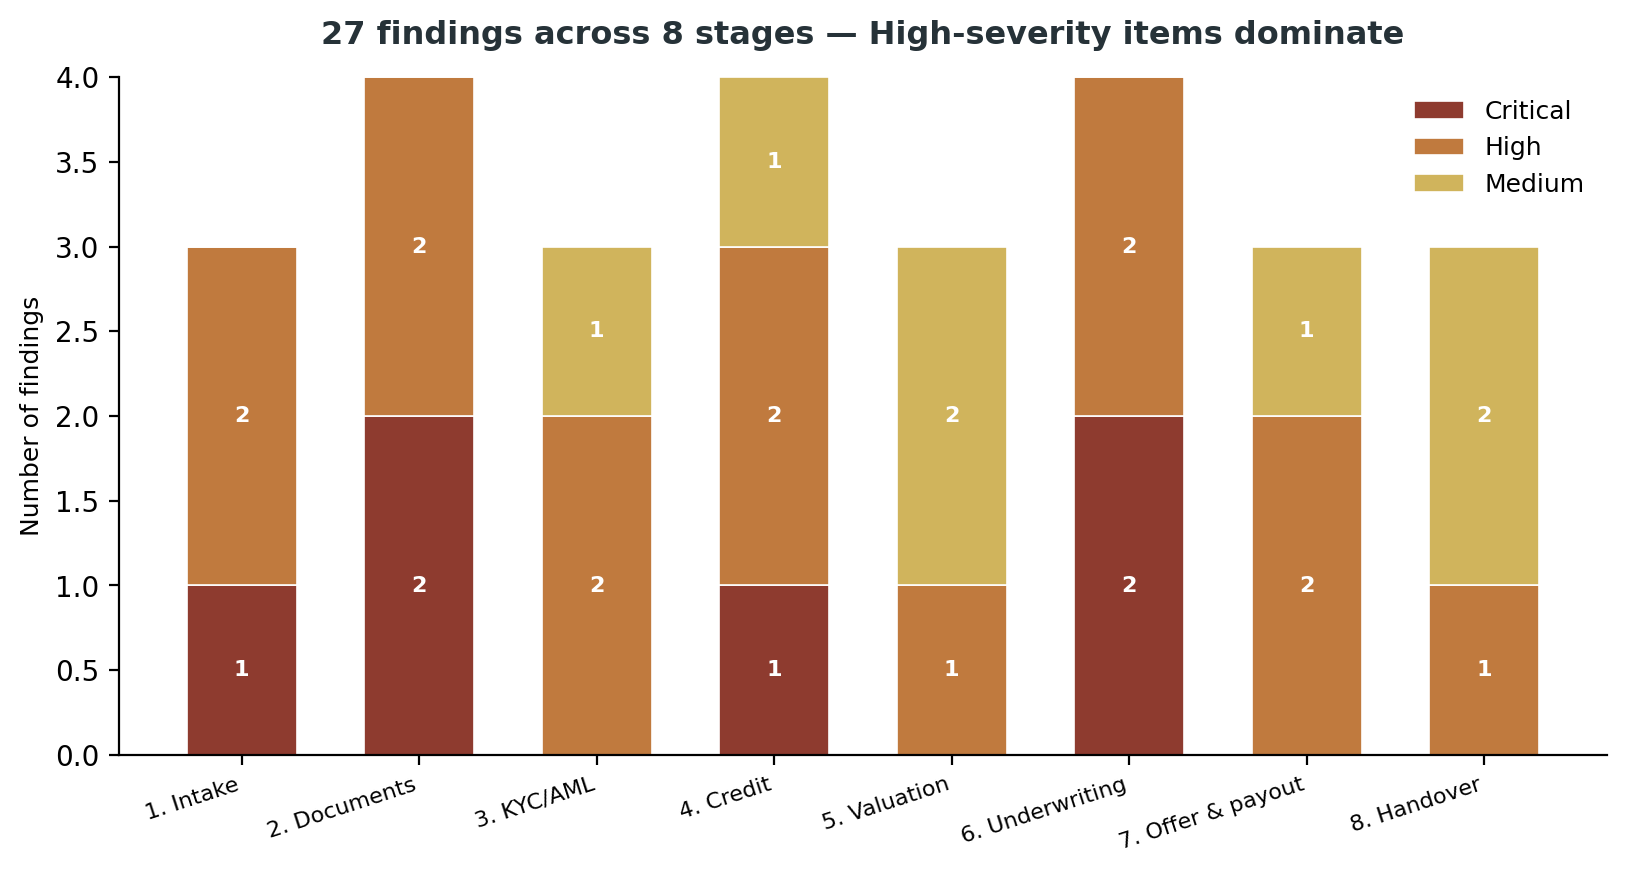 27 findings across 8 stages — High-severity items dominate
Number of findings
4.0
3.5
3.0
2.5
2.0
1.5
1.0
0.5
0.0
Critical
High
Medium
2
1
2
2
1
1
2
1
2
1
2
2
1
2
2
1
1. Intake
2. Documents
3. KYC/AML
4. Credit
5. Valuation
6. Underwriting
7. Offer & payout
8. Handover